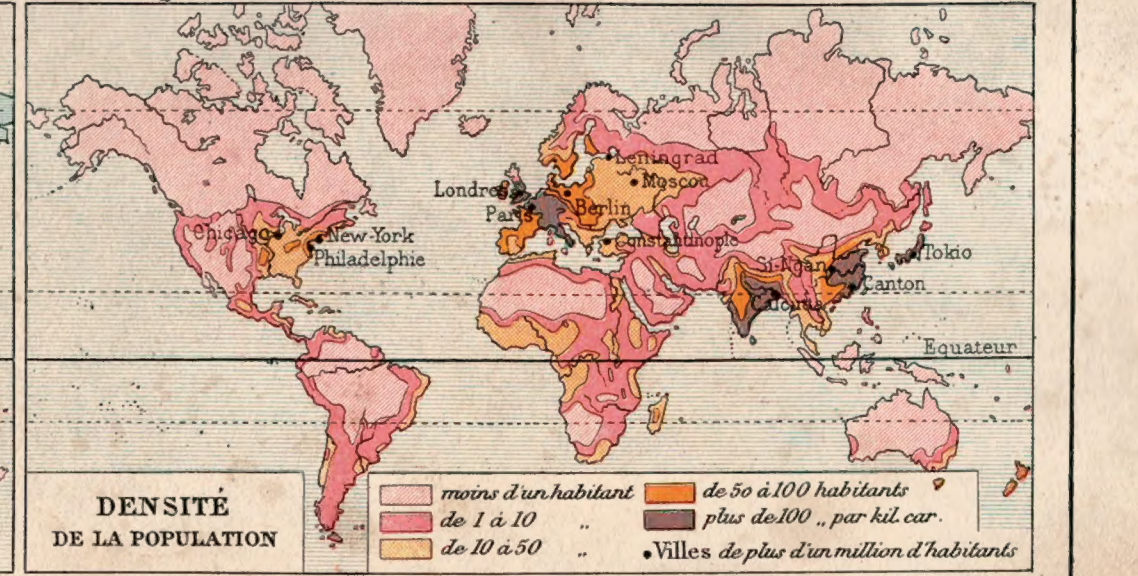 Leningrad
Moscou
Londres
Berlin
Paris
Chicago
New-York
Constantinople
Philadelphie
Tokio
Si-Ngan
Canton
Calcutta
Equateur
DENSITÉ
DE LA POPULATION
moins d'un habitant
de 1 à 10 „
de 10 à 50 „
de 50 à 100 habitants
plus de 100 „ par kil. car.
Villes de plus d'un million d'habitants